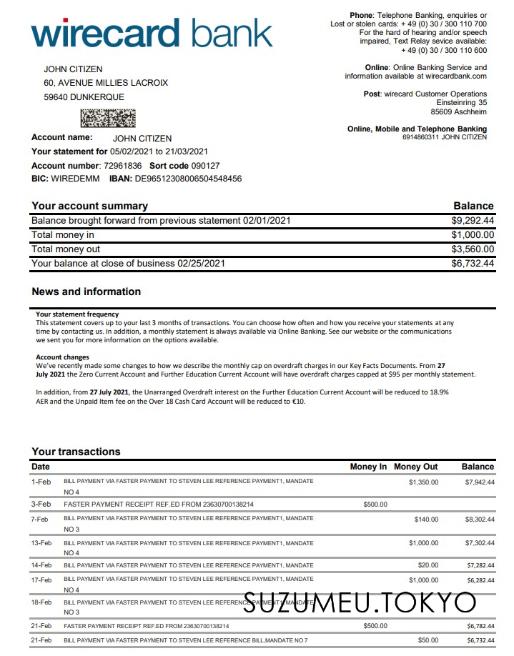 wirecard bank
Phone: Telephone Banking, enquiries or
Lost or stolen cards: + 49 (0) 30 / 300 110 700
For the hard of hearing and/or speech
impaired, Text Relay sevice available:
+ 49 (0) 30 / 300 110 600
Online: Online Banking Service and
information available at wirecardbank.com
Post: wirecard Customer Operations
Einsteinring 35
85609 Aschheim
Online, Mobile and Telephone Banking
6914860311 JOHN CITIZEN
JOHN CITIZEN
60, AVENUE MILLIES LACROIX
59640 DUNKERQUE
Account name: JOHN CITIZEN
Your statement for 05/02/2021 to 21/03/2021
Account number: 72961836 Sort code 090127
BIC: WIREDEMM IBAN: DE96512308006504548456
Your account summary Balance
Balance brought forward from previous statement 02/01/2021 $9,292.44
Total money in $1,000.00
Total money out $3,560.00
Your balance at close of business 02/25/2021 $6,732.44
News and information
Your statement frequency
This statement covers up to your last 3 months of transactions. You can choose how often and how you receive your statements at any
time by contacting us. In addition, a monthly statement is always available via Online Banking. See our website or the communications
we sent you for more information on the options available.
Account changes
We've recently made some changes to how we describe the monthly cap on overdraft charges in our Key Facts Documents. From 27
July 2021 the Zero Current Account and Further Education Current Account will have overdraft charges capped at $95 per monthly statement.
In addition, from 27 July 2021, the Unarranged Overdraft interest on the Further Education Current Account will be reduced to 18.9%
AER and the Unpaid Item fee on the Over 18 Cash Card Account will be reduced to €10.
Your transactions
Date Money In Money Out Balance
1-Feb BILL PAYMENT VIA FASTER PAYMENT TO STEVEN LEE REFERENCE PAYMENT1, MANDATE $1,350.00 $7,942.44
NO 4
3-Feb FASTER PAYMENT RECEIPT REF.ED FROM 23630700138214 $500.00
7-Feb BILL PAYMENT VIA FASTER PAYMENT TO STEVEN LEE REFERENCE PAYMENT1, MANDATE $140.00 $8,302.44
NO 3
13-Feb BILL PAYMENT VIA FASTER PAYMENT TO STEVEN LEE REFERENCE PAYMENT1, MANDATE $1,000.00 $7,302.44
NO 4
14-Feb BILL PAYMENT VIA FASTER PAYMENT TO STEVEN LEE REFERENCE PAYMENT1, MANDATE $20.00 $7,282.44
17-Feb BILL PAYMENT VIA FASTER PAYMENT TO STEVEN LEE REFERENCE PAYMENT1, MANDATE $1,000.00 $6,282.44
NO 4
18-Feb BILL PAYMENT VIA FASTER PAYMENT TO STEVEN LEE REFERENCE PAYMENT1, MANDATE
NO 3
SUZUMEU.TOKYO
21-Feb FASTER PAYMENT RECEIPT REF.ED FROM 23630700138214 $500.00 $6,782.44
21-Feb BILL PAYMENT VIA FASTER PAYMENT TO STEVEN LEE REFERENCE BILL,MANDATE NO 7 $50.00 $6,732.44